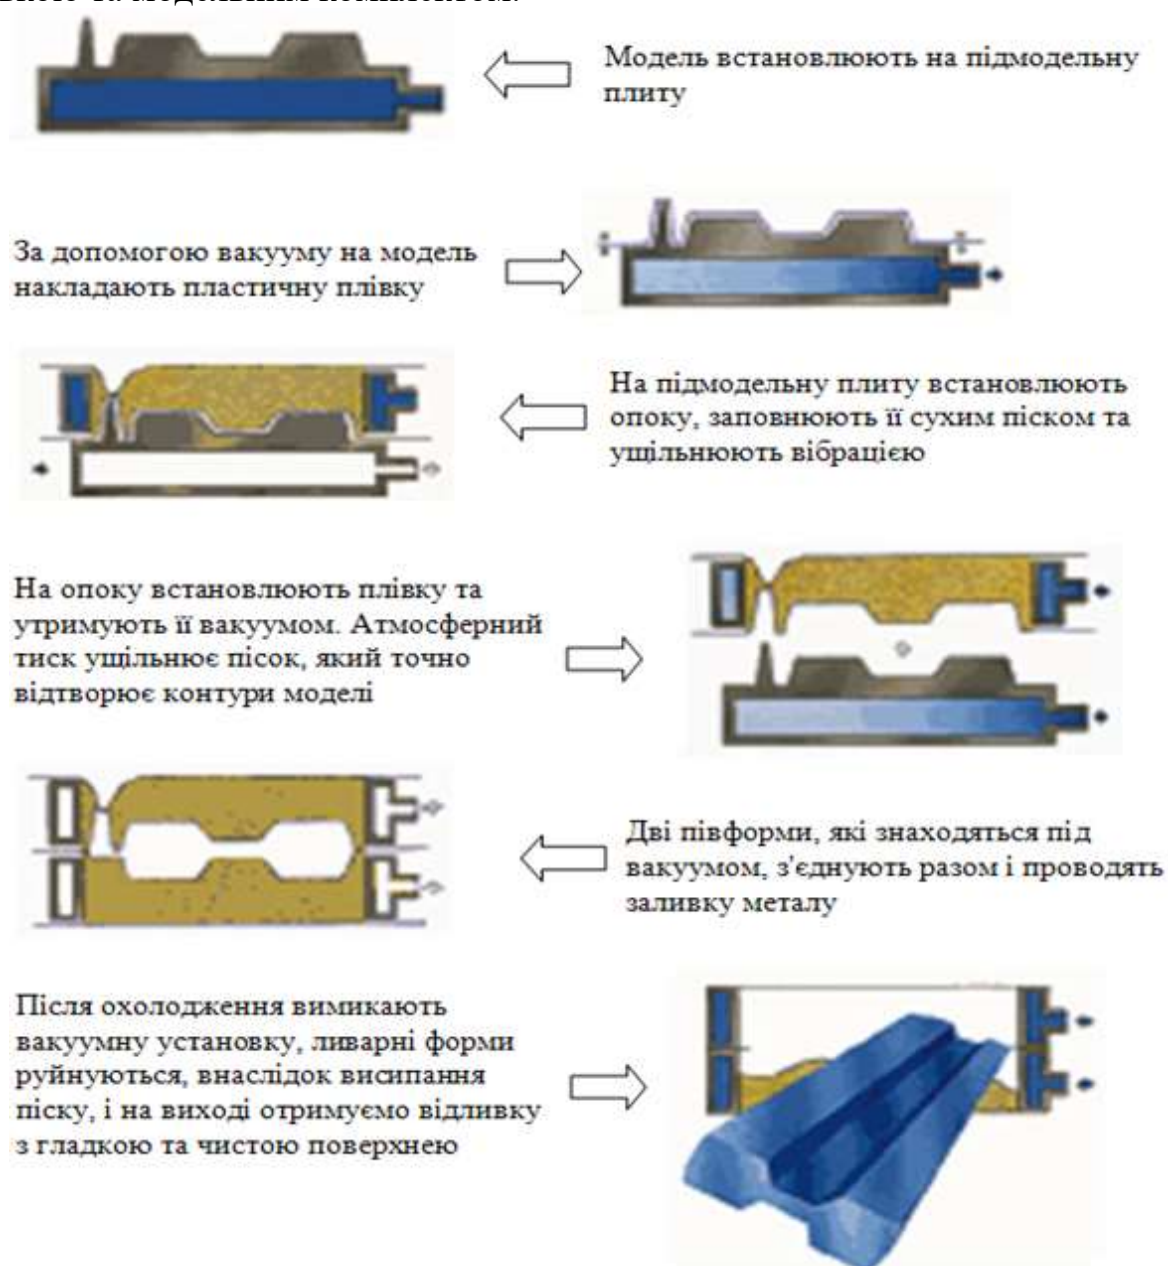 та модельним комплектом.
Модель встановлюють на підмодельну
плиту
За допомогою вакууму на модель
накладають пластичну плівку
На підмодельну плиту встановлюють
опоку, заповнюють її сухим піском та
ущільнюють вібрацією
На опоку встановлюють плівку та
утримують її вакуумом. Атмосферний
тиск ущільнює пісок, який точно
відтворює контури моделі
Дві півформи, які знаходяться під
вакуумом, з'єднують разом і проводять
заливку металу
Після охолодження вимикають
вакуумну установку, ливарні форми
руйнуються, внаслідок висипання
піску, і на виході отримуємо відливку
з гладкою та чистою поверхнею